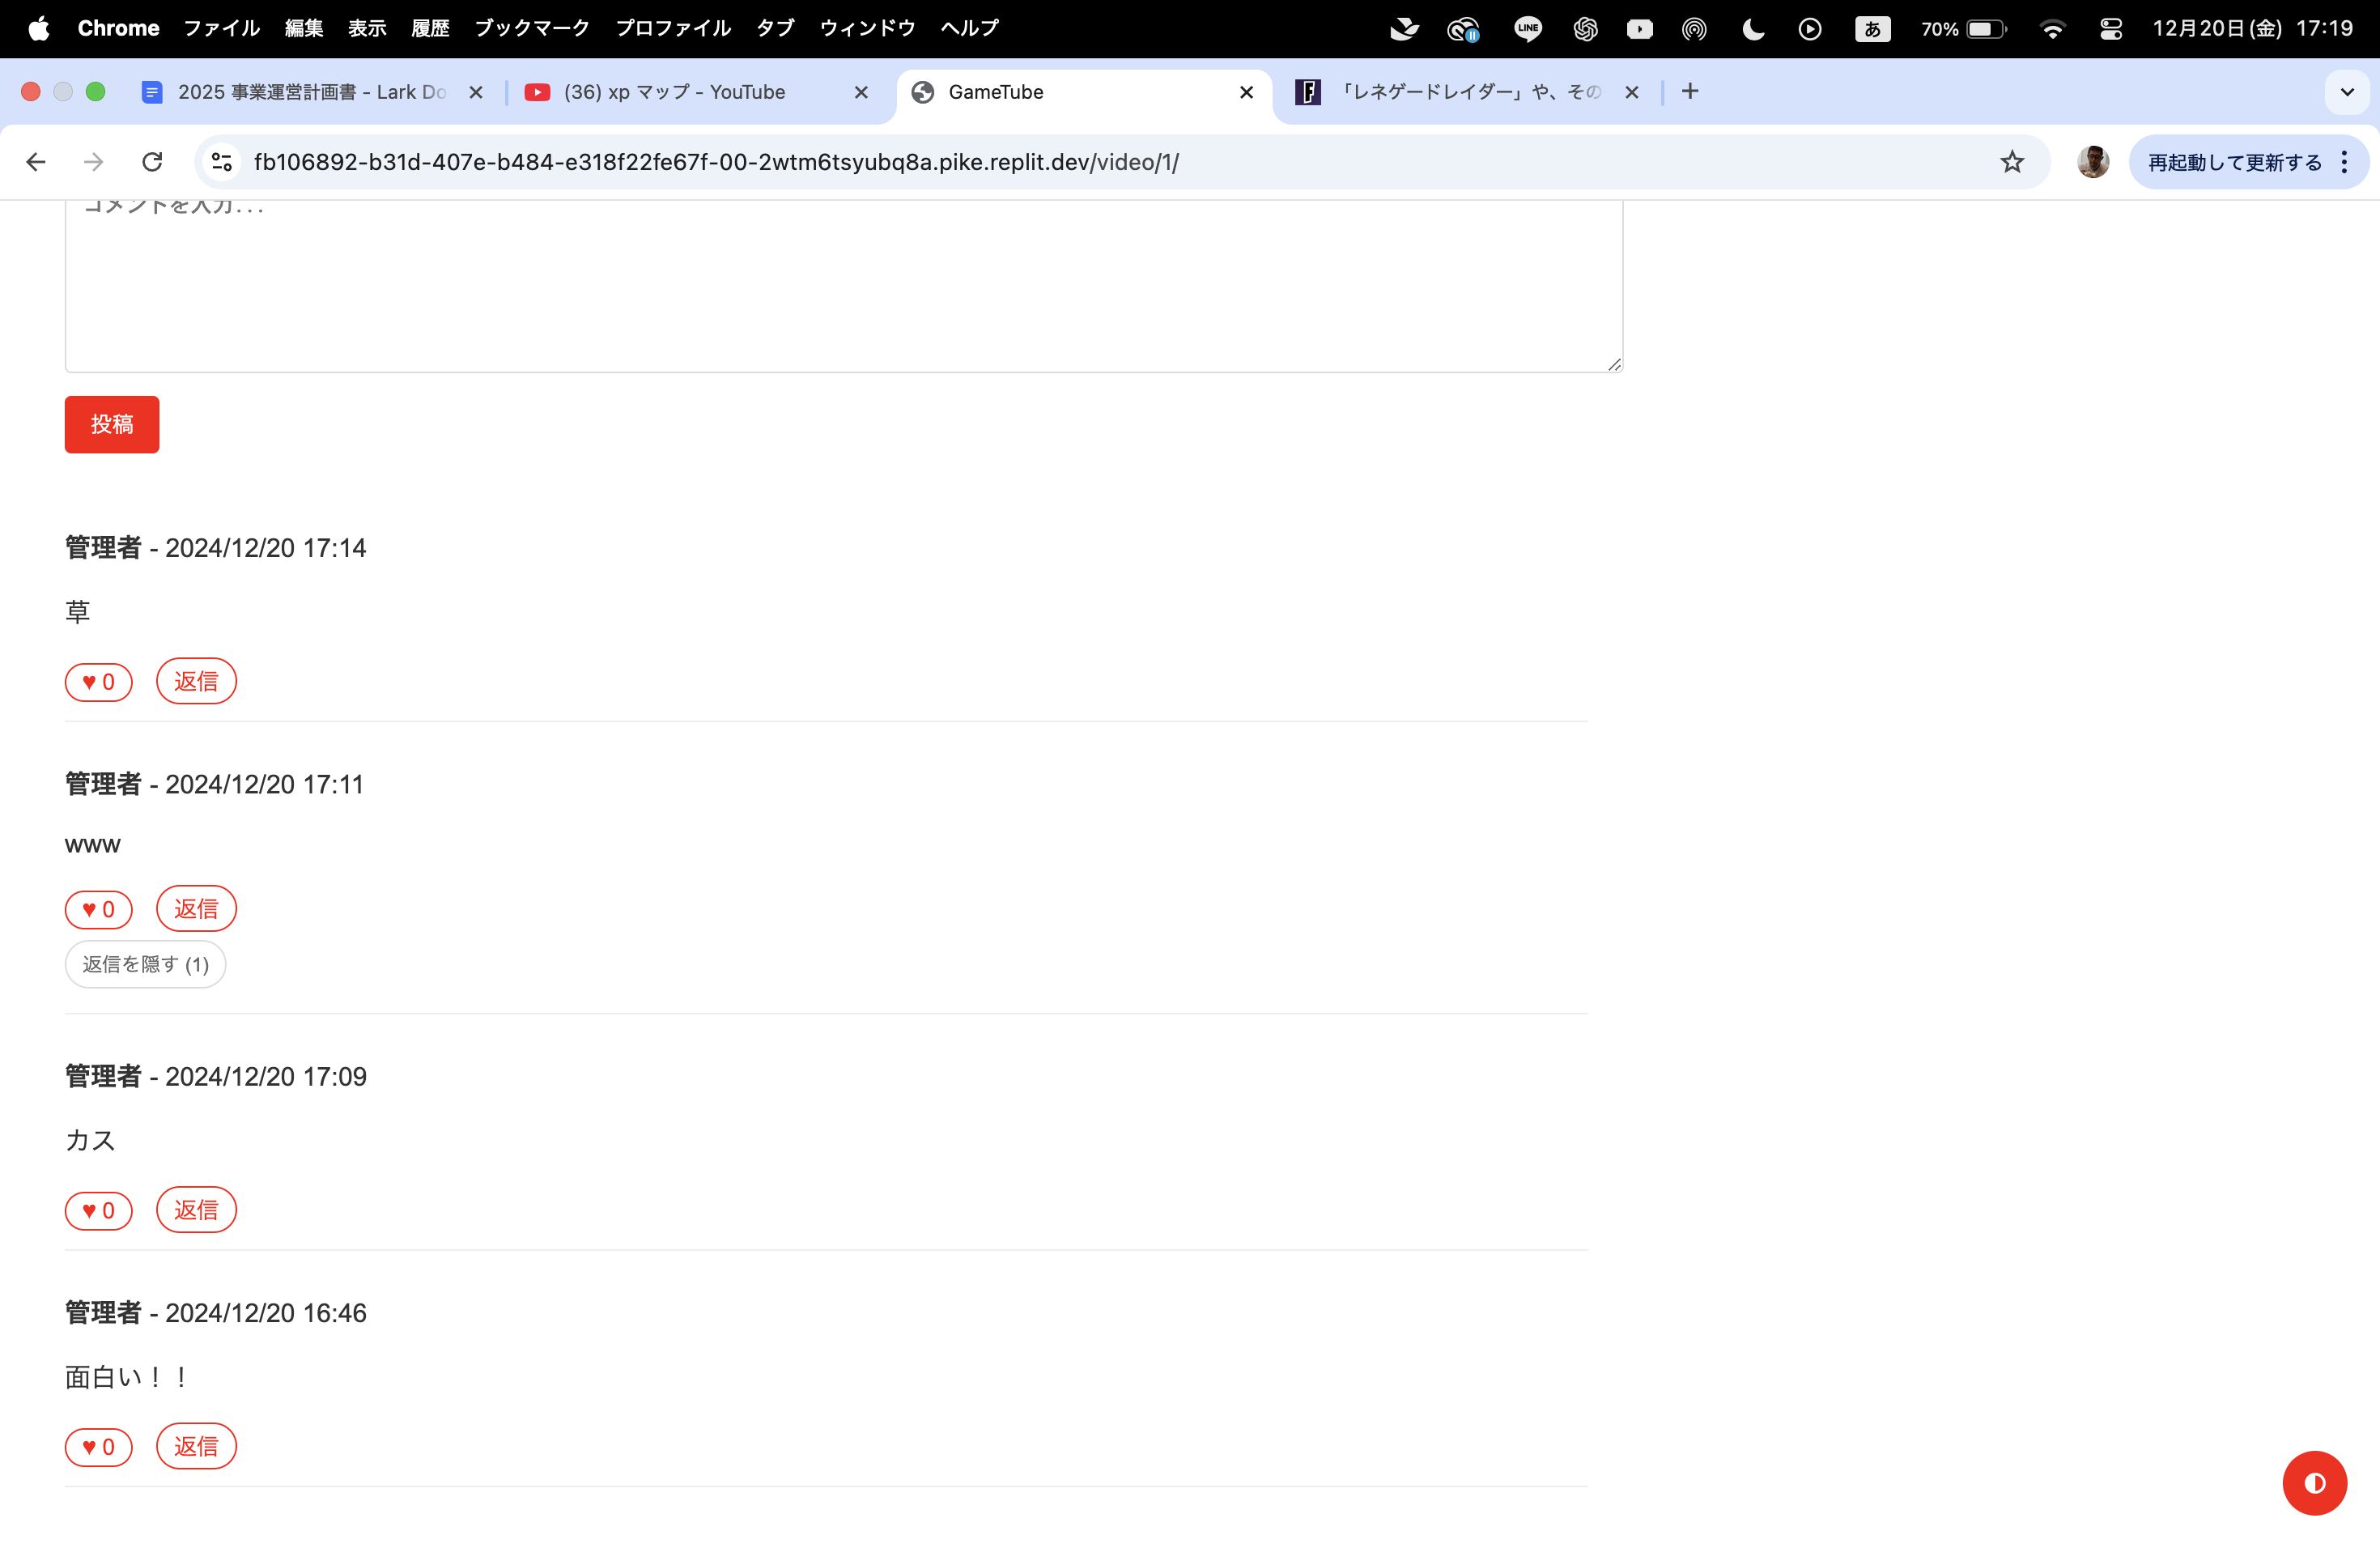 Chrome ファイル 編集 表示 履歴 ブックマーク プロファイル タブ ウィンドウ ヘルプ LINE あ 70% 12月20日(金) 17:19
2025 事業運営計画書 - Lark Do (36) xp マップ - YouTube GameTube 「レネゲードレイダー」や、その
fb106892-b31d-407e-b484-e318f22fe67f-00-2wtm6tsyubq8a.pike.replit.dev/video/1/ 再起動して更新する
コメントを入力...
投稿
管理者 - 2024/12/20 17:14
草
♥ 0 返信
管理者 - 2024/12/20 17:11
www
♥ 0 返信
返信を隠す (1)
管理者 - 2024/12/20 17:09
カス
♥ 0 返信
管理者 - 2024/12/20 16:46
面白い！！
♥ 0 返信